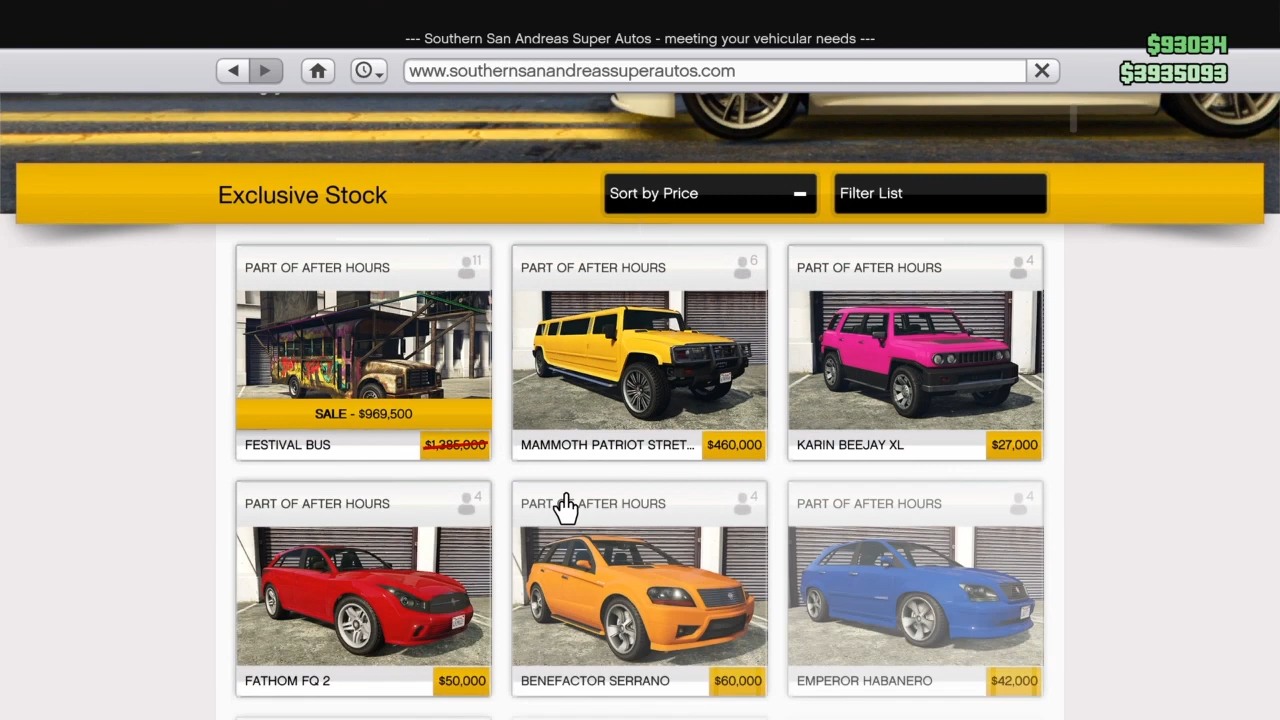 --- Southern San Andreas Super Autos - meeting your vehicular needs ---
$93034
www.southernsanandreassuperautos.com
$3935093
Exclusive Stock
Sort by Price
Filter List
PART OF AFTER HOURS
11
PART OF AFTER HOURS
6
PART OF AFTER HOURS
4
SALE - $969,500
FESTIVAL BUS
$1,385,000
MAMMOTH PATRIOT STRET...
$460,000
KARIN BEEJAY XL
$27,000
PART OF AFTER HOURS
4
PART OF AFTER HOURS
4
PART OF AFTER HOURS
4
FATHOM FQ 2
$50,000
BENEFACTOR SERRANO
$60,000
EMPEROR HABANERO
$42,000